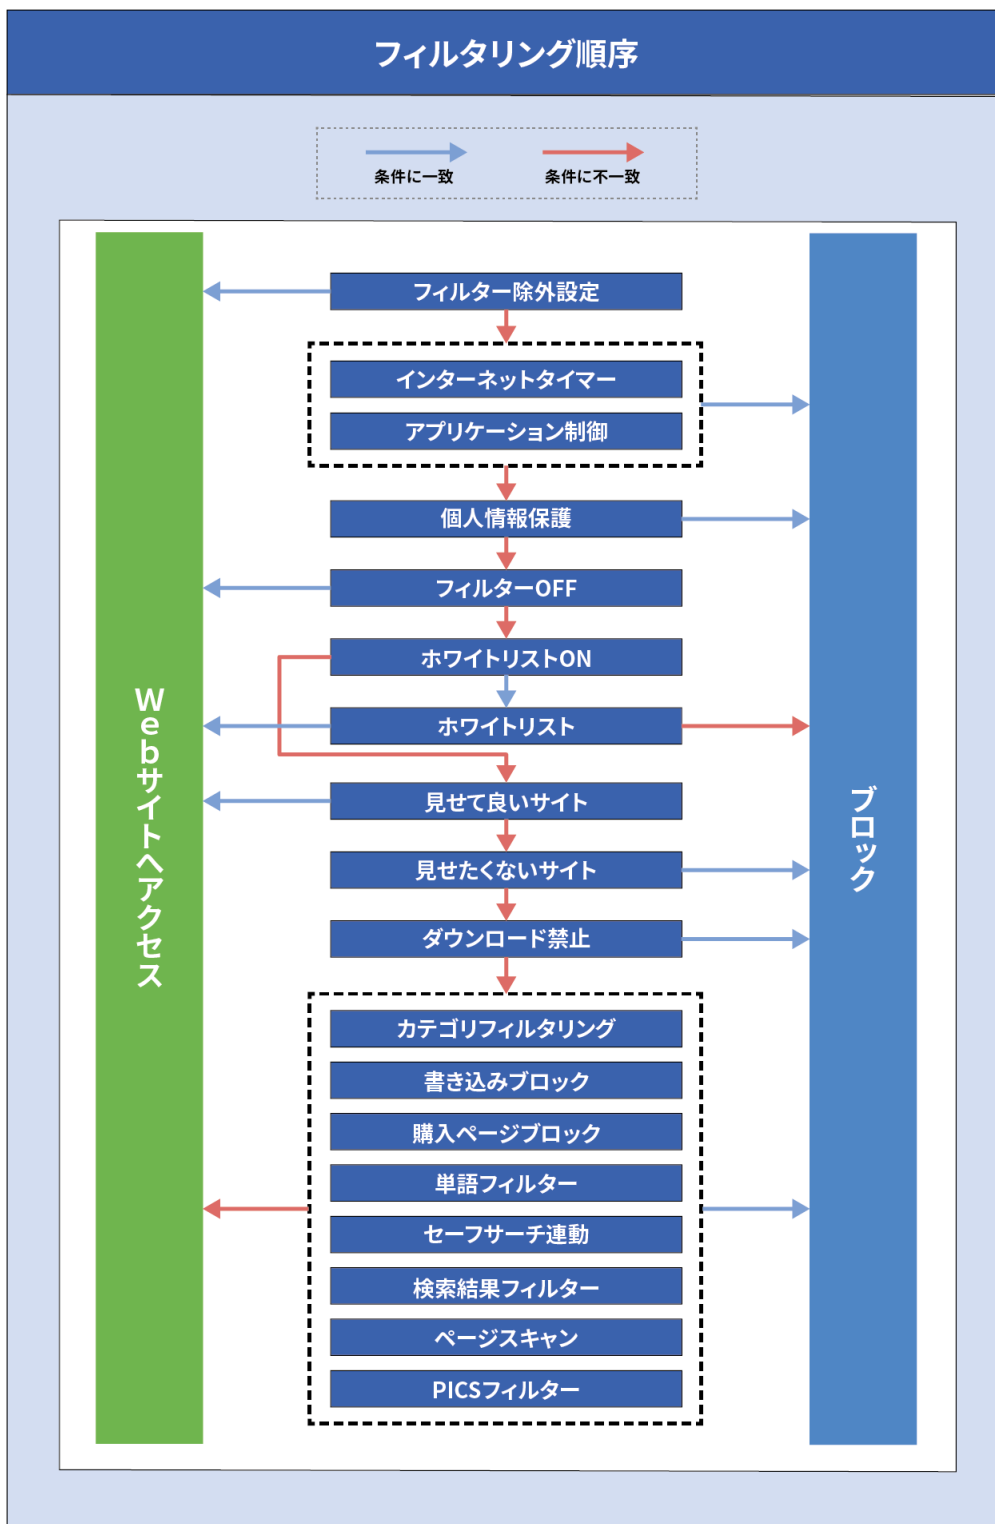 フィルタリング順序
条件に一致
条件に不一致
フィルター除外設定
インターネットタイマー
アプリケーション制御
個人情報保護
フィルターOFF
ホワイトリストON
ホワイトリスト
見せて良いサイト
見せたくないサイト
ダウンロード禁止
カテゴリフィルタリング
書き込みブロック
購入ページブロック
単語フィルター
セーフサーチ連動
検索結果フィルター
ページスキャン
PICSフィルター
Webサイトへアクセス
ブロック